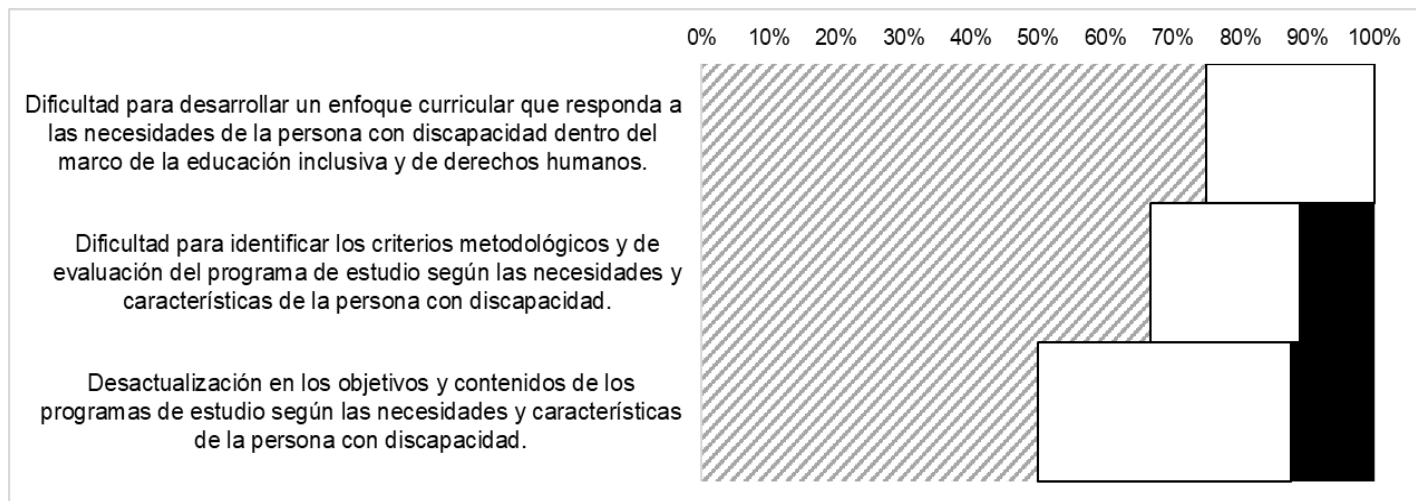 0% 10% 20% 30% 40% 50% 60% 70% 80% 90% 100%
Dificultad para desarrollar un enfoque curricular que responda a
las necesidades de la persona con discapacidad dentro del
marco de la educación inclusiva y de derechos humanos.
Dificultad para identificar los criterios metodológicos y de
evaluación del programa de estudio según las necesidades y
características de la persona con discapacidad.
Desactualización en los objetivos y contenidos de los
programas de estudio según las necesidades y características
de la persona con discapacidad.